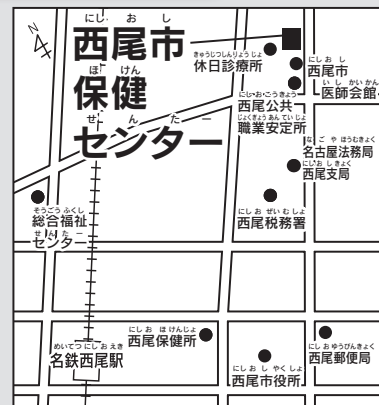 N
にし お し
西尾市
ほ けん
保健
せ ん た ー
センター
きゅうじつしんりょうじょ
休日診療所
にし お し
西尾市
い し かい かん
医師会館
にし お こうきょう
西尾公共
しょくぎょうあんていじょ
職業安定所
な ご や ほうむきょく
名古屋法務局
にし お し きょく
西尾支局
そうごう ふくし
総合福祉
せ ん た ー
センター
にし お ぜい む しょ
西尾税務署
めいてつ にし お えき
名鉄西尾駅
にし お ほ けんじょ
西尾保健所
にし お し やく しょ
西尾市役所
にし お ゆうびんきょく
西尾郵便局